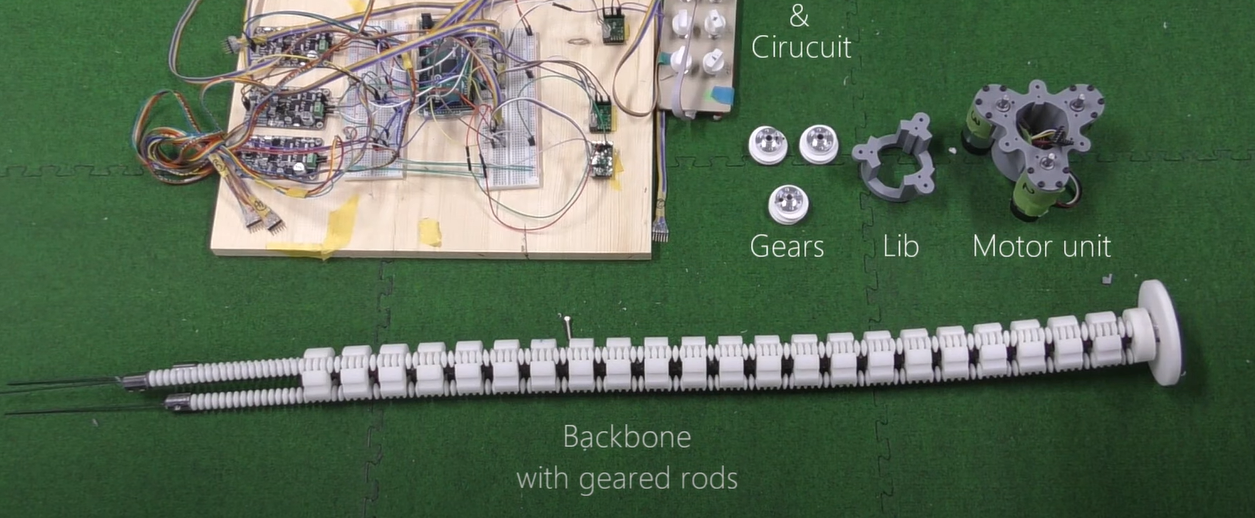 &
Cirucuit
Gears
Lib
Motor unit
Backbone
with geared rods